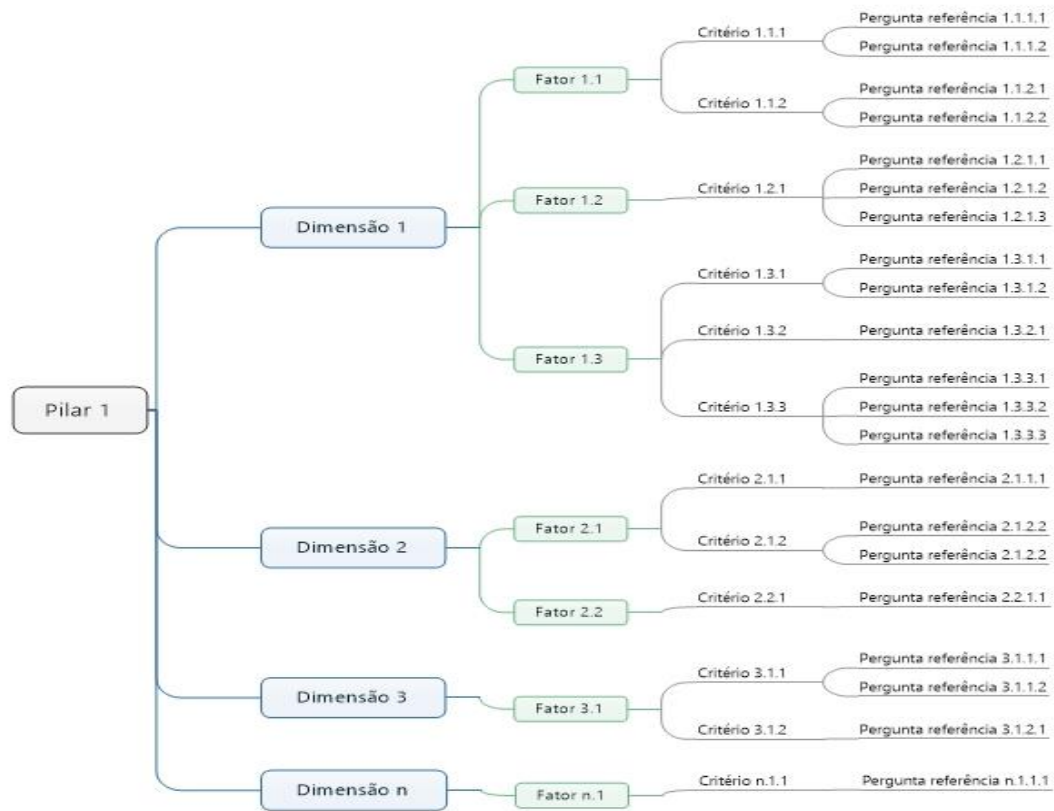 Pilar 1
Dimensão 1
Fator 1.1
Critério 1.1.1
Pergunta referência 1.1.1.1
Pergunta referência 1.1.1.2
Critério 1.1.2
Pergunta referência 1.1.2.1
Pergunta referência 1.1.2.2
Fator 1.2
Critério 1.2.1
Pergunta referência 1.2.1.1
Pergunta referência 1.2.1.2
Pergunta referência 1.2.1.3
Fator 1.3
Critério 1.3.1
Pergunta referência 1.3.1.1
Pergunta referência 1.3.1.2
Critério 1.3.2
Pergunta referência 1.3.2.1
Critério 1.3.3
Pergunta referência 1.3.3.1
Pergunta referência 1.3.3.2
Pergunta referência 1.3.3.3
Dimensão 2
Fator 2.1
Critério 2.1.1
Pergunta referência 2.1.1.1
Critério 2.1.2
Pergunta referência 2.1.2.2
Pergunta referência 2.1.2.2
Fator 2.2
Critério 2.2.1
Pergunta referência 2.2.1.1
Dimensão 3
Fator 3.1
Critério 3.1.1
Pergunta referência 3.1.1.1
Pergunta referência 3.1.1.2
Critério 3.1.2
Pergunta referência 3.1.2.1
Dimensão n
Fator n.1
Critério n.1.1
Pergunta referência n.1.1.1